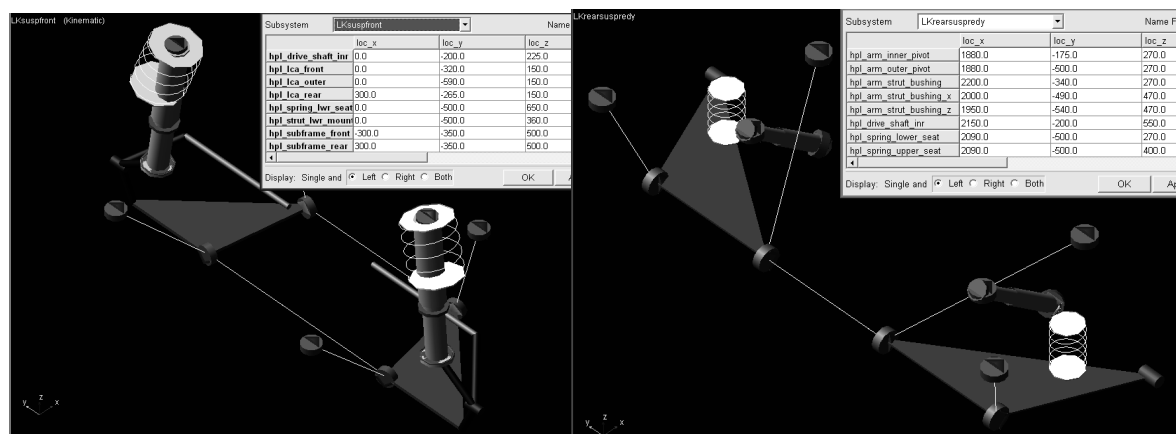 LKsuspfront (Kinematic)
Subsystem LKsuspfront Name
loc_x loc_y loc_z
hpl_drive_shaft_inr 0.0 -200.0 225.0
hpl_lca_front 0.0 -320.0 150.0
hpl_lca_outer 0.0 -590.0 150.0
hpl_lca_rear 300.0 -265.0 150.0
hpl_spring_lwr_seat 0.0 -500.0 650.0
hpl_strut_lwr_mount 0.0 -500.0 360.0
hpl_subframe_front -300.0 -350.0 500.0
hpl_subframe_rear 300.0 -350.0 500.0
Display: Single and Left Right Both OK A
z
y x
LKrearsuspredy
Subsystem LKrearsuspredy Name F
loc_x loc_y loc_z
hpl_arm_inner_pivot 1880.0 -175.0 270.0
hpl_arm_outer_pivot 1880.0 -500.0 270.0
hpl_arm_strut_bushing 2200.0 -340.0 270.0
hpl_arm_strut_bushing_x 2000.0 -490.0 470.0
hpl_arm_strut_bushing_z 1950.0 -540.0 470.0
hpl_drive_shaft_inr 2150.0 -200.0 550.0
hpl_spring_lower_seat 2090.0 -500.0 270.0
hpl_spring_upper_seat 2090.0 -500.0 400.0
Display: Single and Left Right Both OK Ap
z
y x